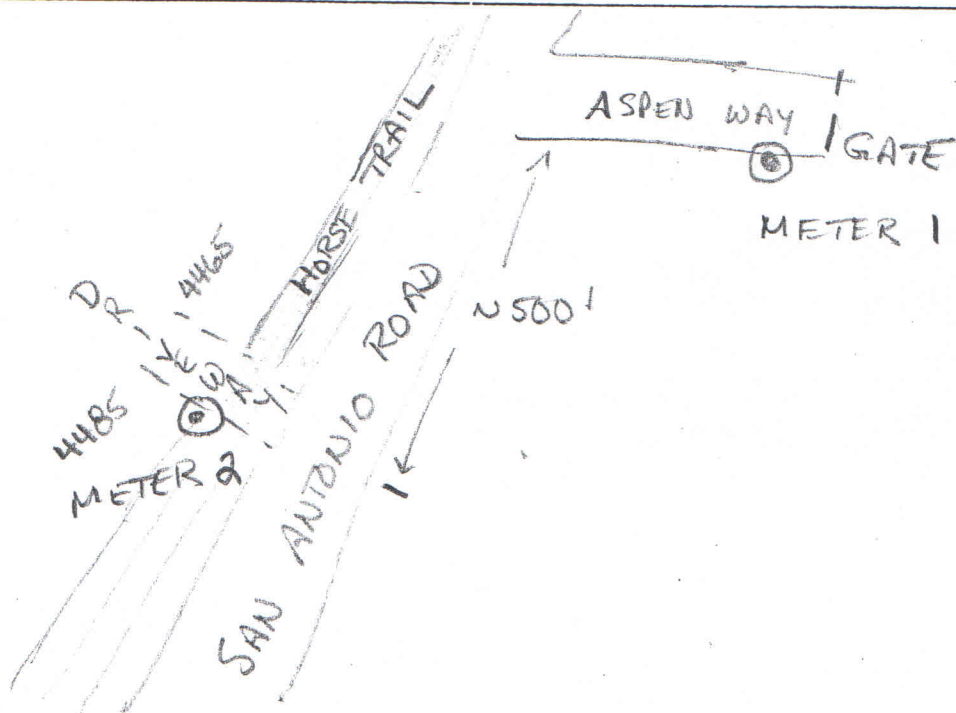 ASPEN WAY
GATE
METER 1
HORSE TRAIL
~500'
SAN ANTONIO ROAD
4465
DRIVEWAY
4485
METER 2